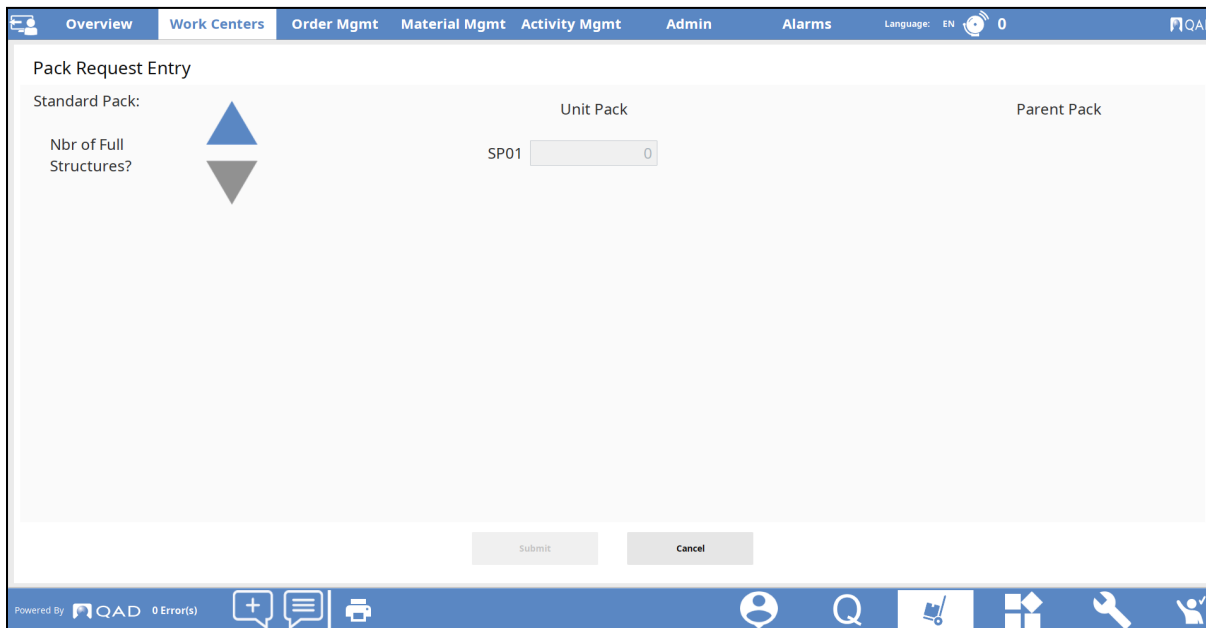 Overview Work Centers Order Mgmt Material Mgmt Activity Mgmt Admin Alarms Language: EN 0
Pack Request Entry
Standard Pack:
Unit Pack Parent Pack
Nbr of Full
Structures?
SP01 0
Submit Cancel
Powered By QAD 0 Error(s) Q